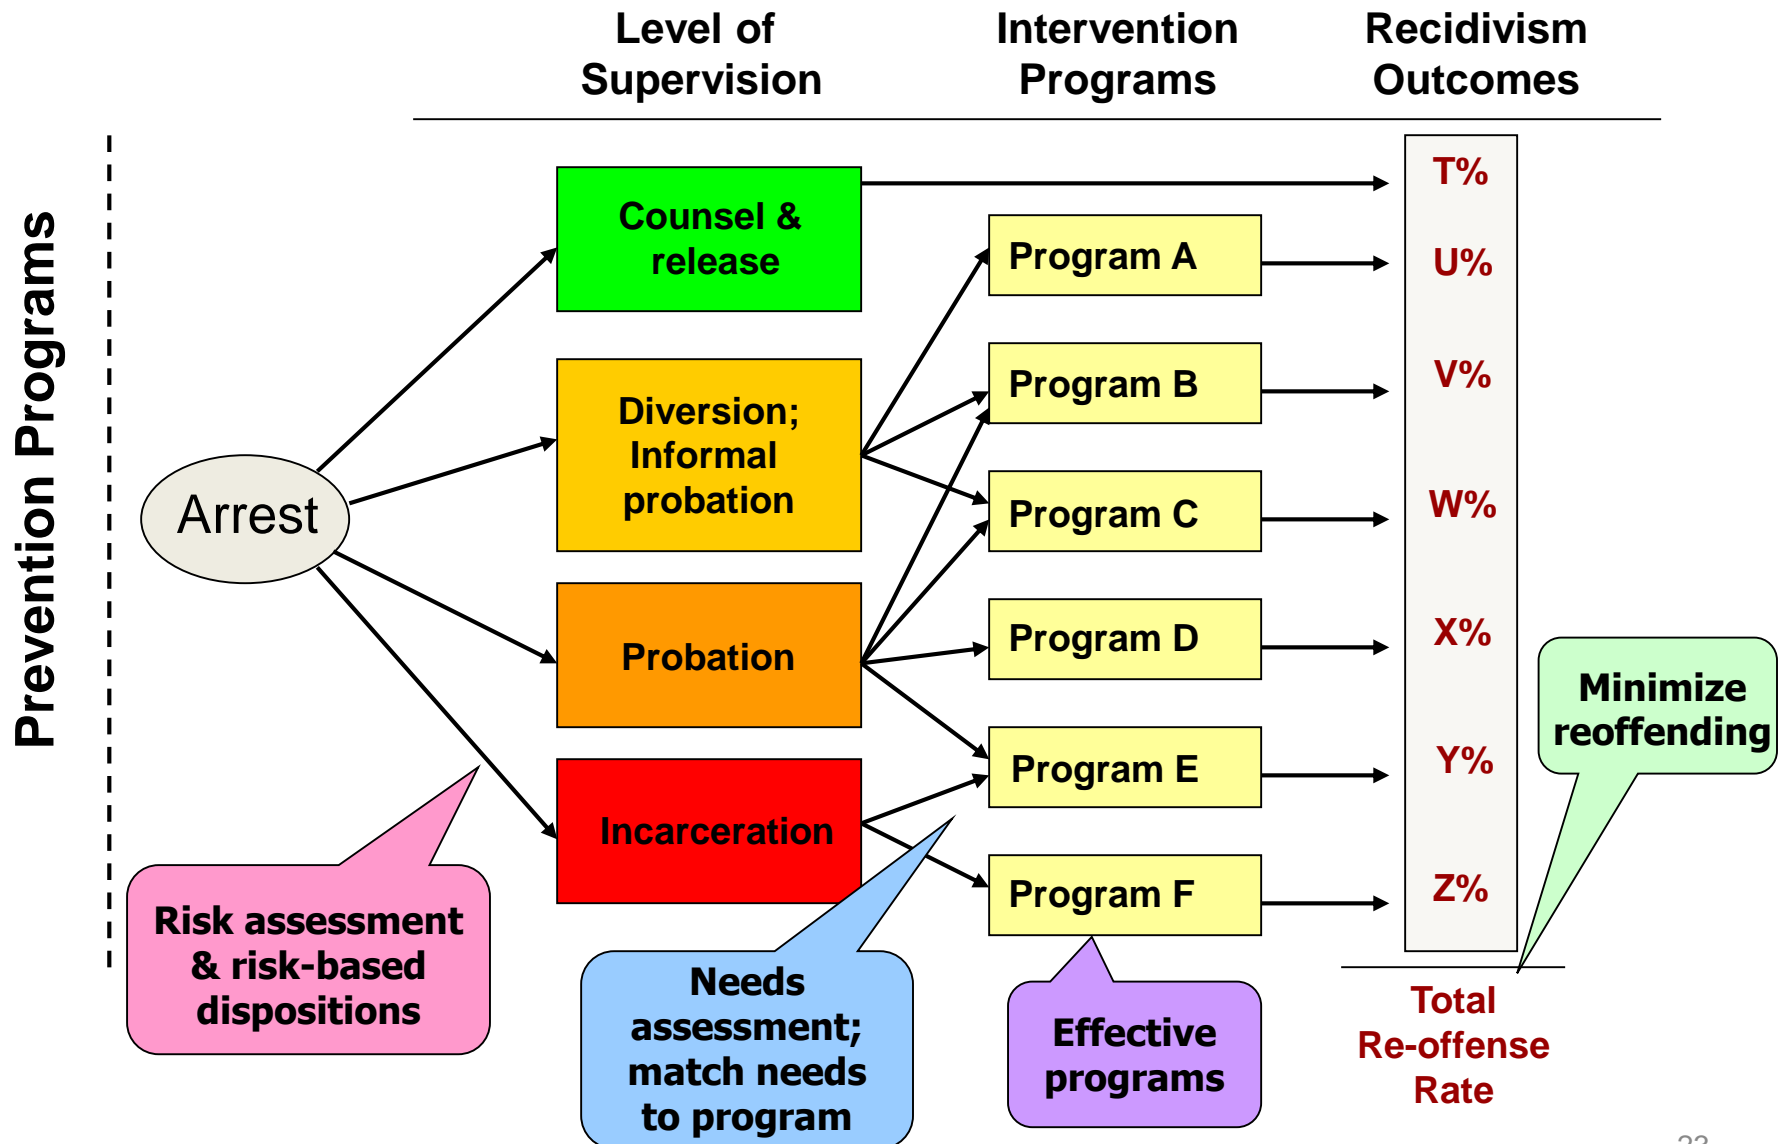 Level of
Supervision
Intervention
Programs
Recidivism
Outcomes
Prevention Programs
Arrest
Counsel &
release
Diversion;
Informal
probation
Probation
Incarceration
Program A
Program B
Program C
Program D
Program E
Program F
T%
U%
V%
W%
X%
Y%
Z%
Total
Re-offense
Rate
Risk assessment
& risk-based
dispositions
Needs
assessment;
match needs
to program
Effective
programs
Minimize
reoffending